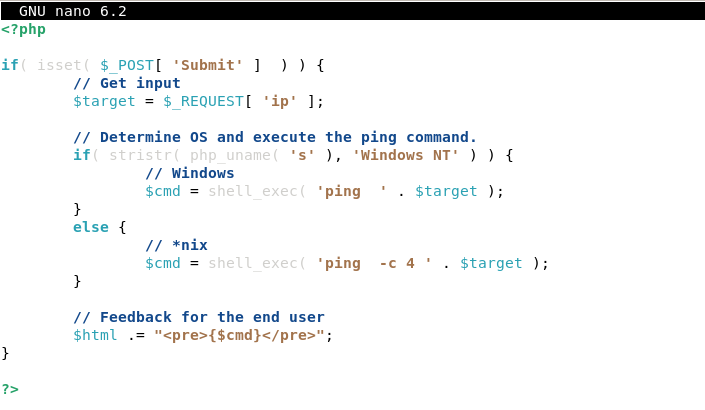 GNU nano 6.2
<?php
if( isset( $_POST[ 'Submit' ]  ) ) {
        // Get input
        $target = $_REQUEST[ 'ip' ];
        // Determine OS and execute the ping command.
        if( stristr( php_uname( 's' ), 'Windows NT' ) ) {
                // Windows
                $cmd = shell_exec( 'ping  ' . $target );
        }
        else {
                // *nix
                $cmd = shell_exec( 'ping  -c 4 ' . $target );
        }
        // Feedback for the end user
        $html .= "<pre>{$cmd}</pre>";
}
?>